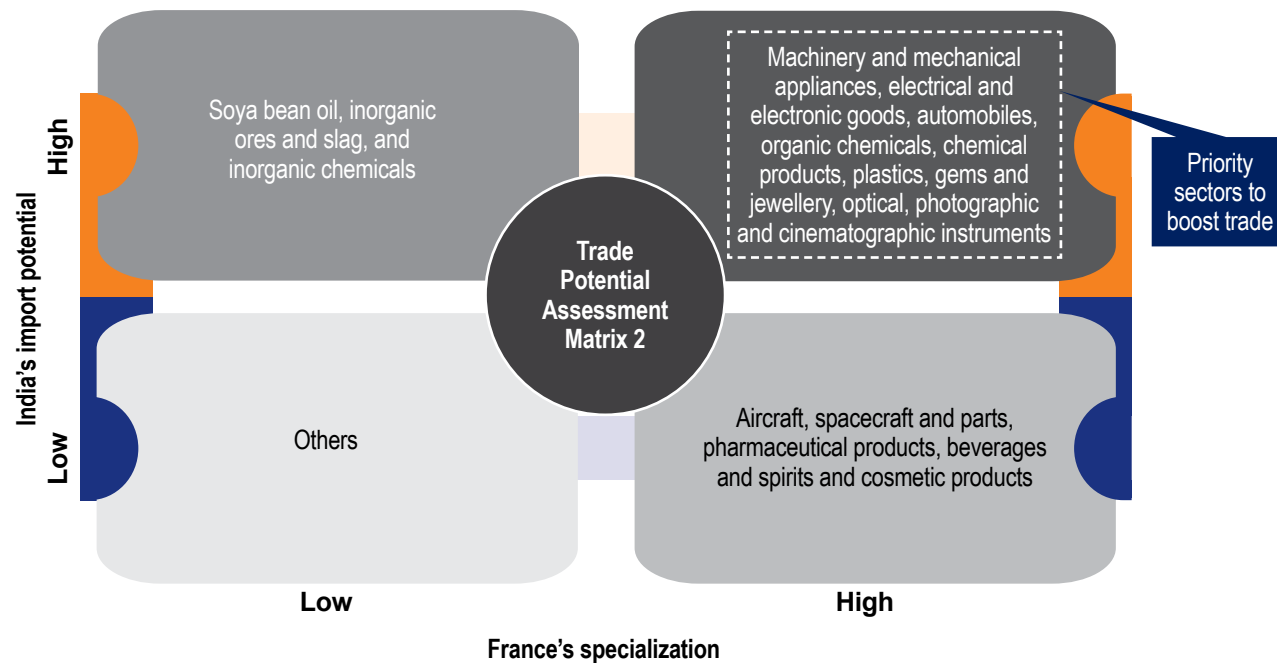 Soya bean oil, inorganic
ores and slag, and
inorganic chemicals
Machinery and mechanical
appliances, electrical and
electronic goods, automobiles,
organic chemicals, chemical
products, plastics, gems and
jewellery, optical, photographic
and cinematographic instruments
Priority
sectors to
boost trade
High
India's import potential
Trade
Potential
Assessment
Matrix 2
Low
Others
Aircraft, spacecraft and parts,
pharmaceutical products, beverages
and spirits and cosmetic products
Low
High
France's specialization